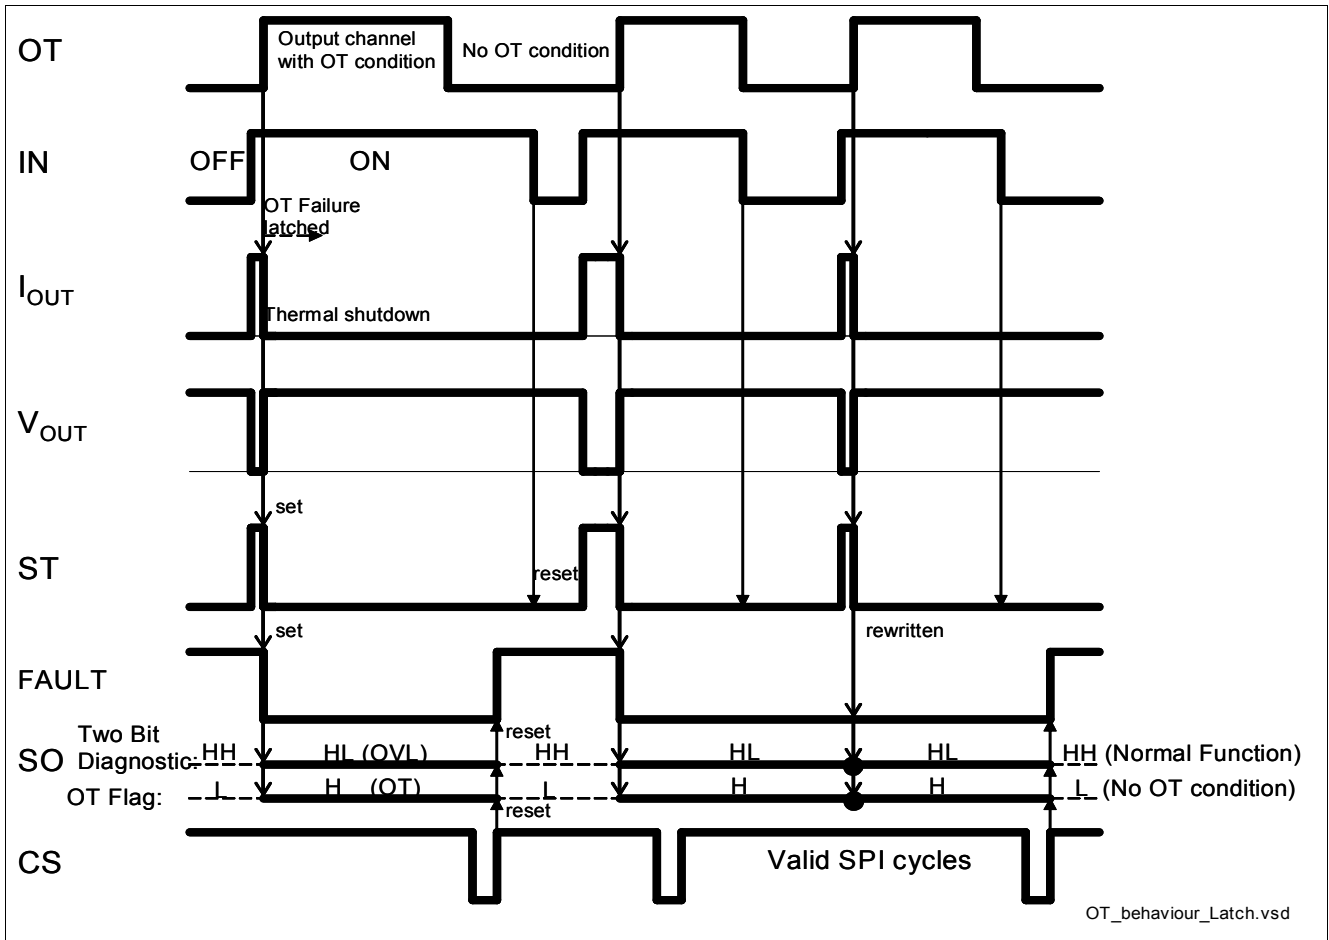 OT
Output channel
with OT condition
No OT condition
IN
OFF
ON
OT Failure
latched
IOUT
Thermal shutdown
VOUT
set
ST
reset
set
rewritten
FAULT
reset
SO
Two Bit
Diagnostic:
HH
HL (OVL)
HH
HL
HL
HH (Normal Function)
OT Flag:
L
H (OT)
L
H
H
L (No OT condition)
reset
CS
Valid SPI cycles
OT_behaviour_Latch.vsd